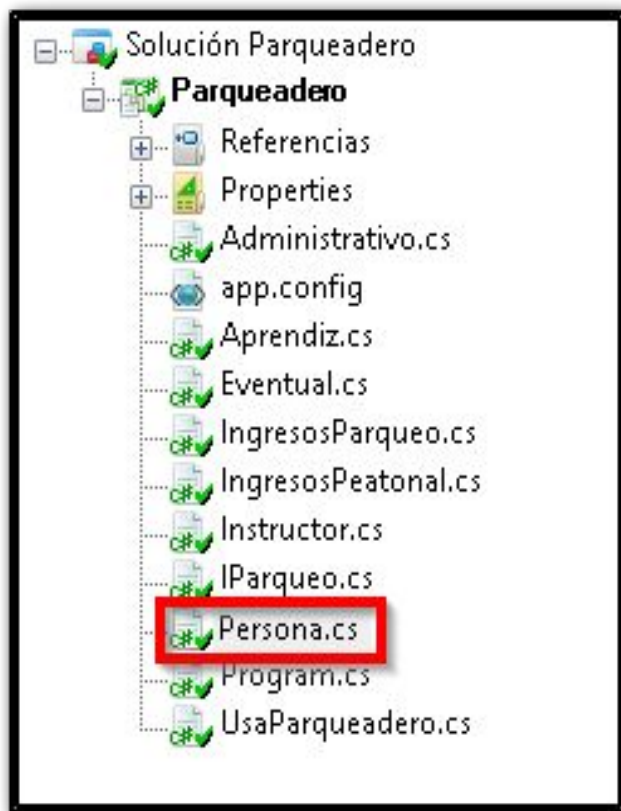 Solución Parqueadero
Parqueadero
Referencias
Properties
Administrativo.cs
app.config
Aprendiz.cs
Eventual.cs
IngresosParqueo.cs
IngresosPeatonal.cs
Instructor.cs
IParqueo.cs
Persona.cs
Program.cs
UsaParqueadero.cs